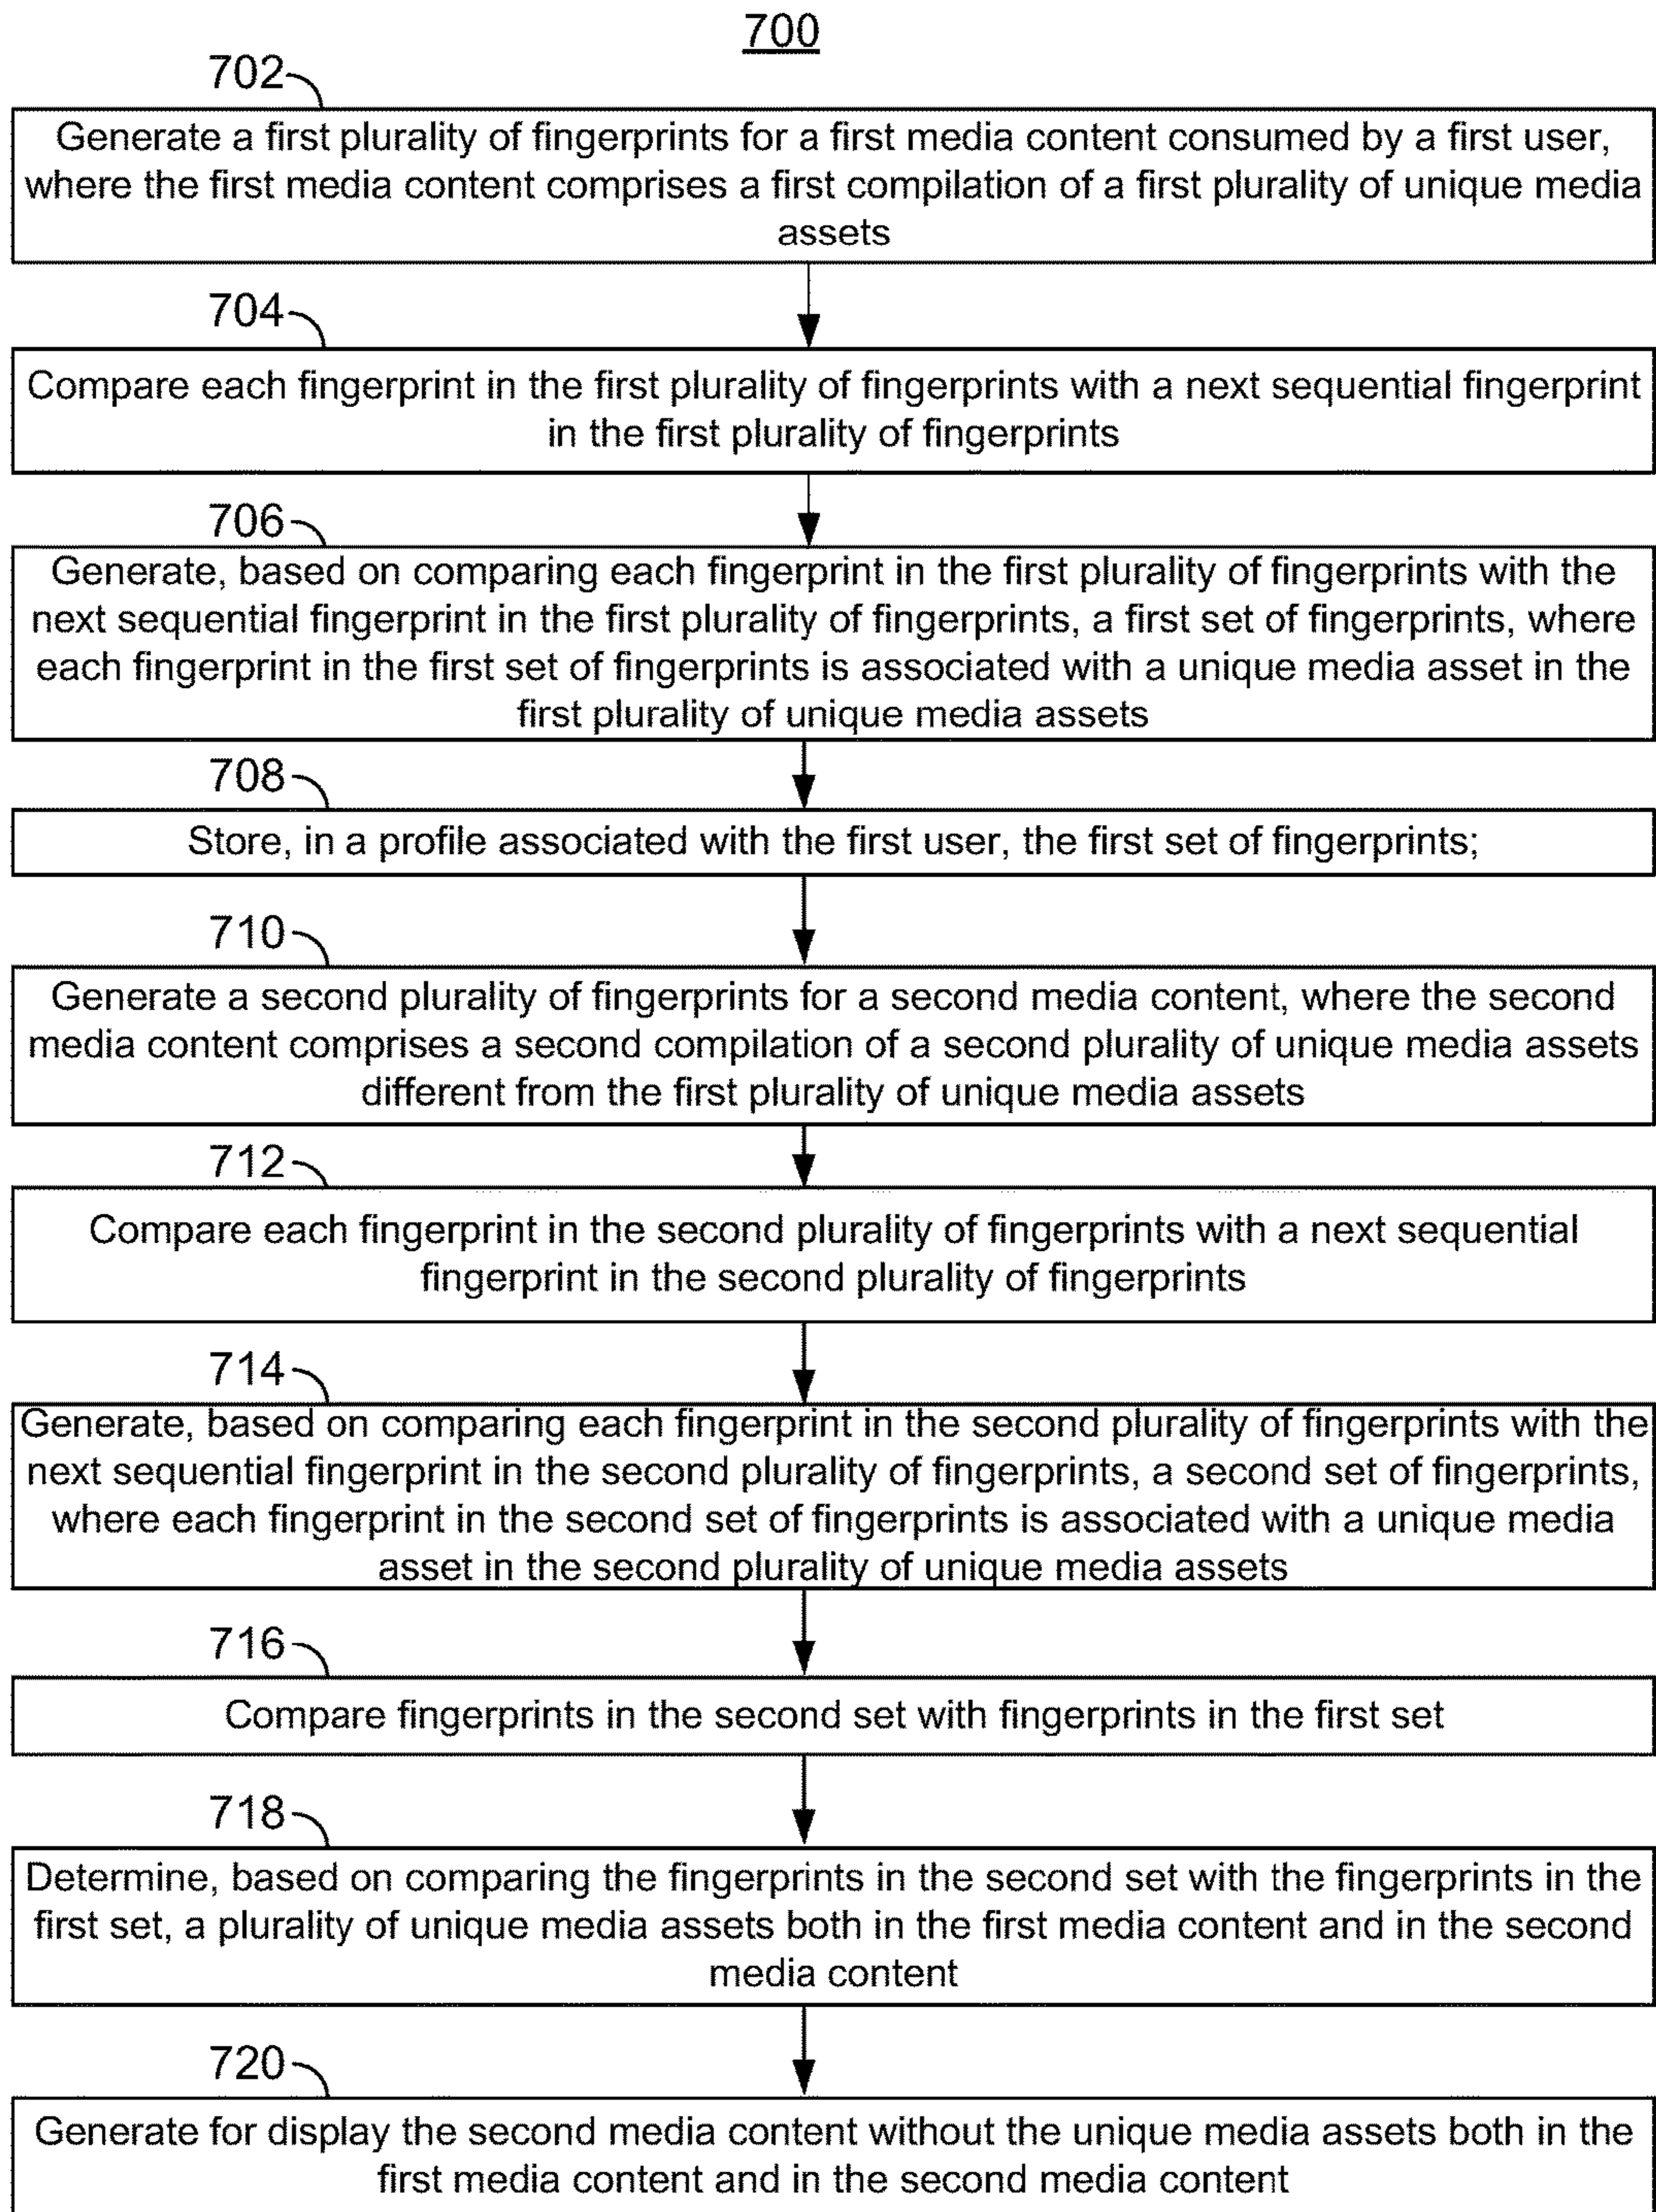 700
702
Generate a first plurality of fingerprints for a first media content consumed by a first user,
where the first media content comprises a first compilation of a first plurality of unique media
assets
704
Compare each fingerprint in the first plurality of fingerprints with a next sequential fingerprint
in the first plurality of fingerprints
706
Generate, based on comparing each fingerprint in the first plurality of fingerprints with the
next sequential fingerprint in the first plurality of fingerprints, a first set of fingerprints, where
each fingerprint in the first set of fingerprints is associated with a unique media asset in the
first plurality of unique media assets
708
Store, in a profile associated with the first user, the first set of fingerprints;
710
Generate a second plurality of fingerprints for a second media content, where the second
media content comprises a second compilation of a second plurality of unique media assets
different from the first plurality of unique media assets
712
Compare each fingerprint in the second plurality of fingerprints with a next sequential
fingerprint in the second plurality of fingerprints
714
Generate, based on comparing each fingerprint in the second plurality of fingerprints with the
next sequential fingerprint in the second plurality of fingerprints, a second set of fingerprints,
where each fingerprint in the second set of fingerprints is associated with a unique media
asset in the second plurality of unique media assets
716
Compare fingerprints in the second set with fingerprints in the first set
718
Determine, based on comparing the fingerprints in the second set with the fingerprints in the
first set, a plurality of unique media assets both in the first media content and in the second
media content
720
Generate for display the second media content without the unique media assets both in the
first media content and in the second media content